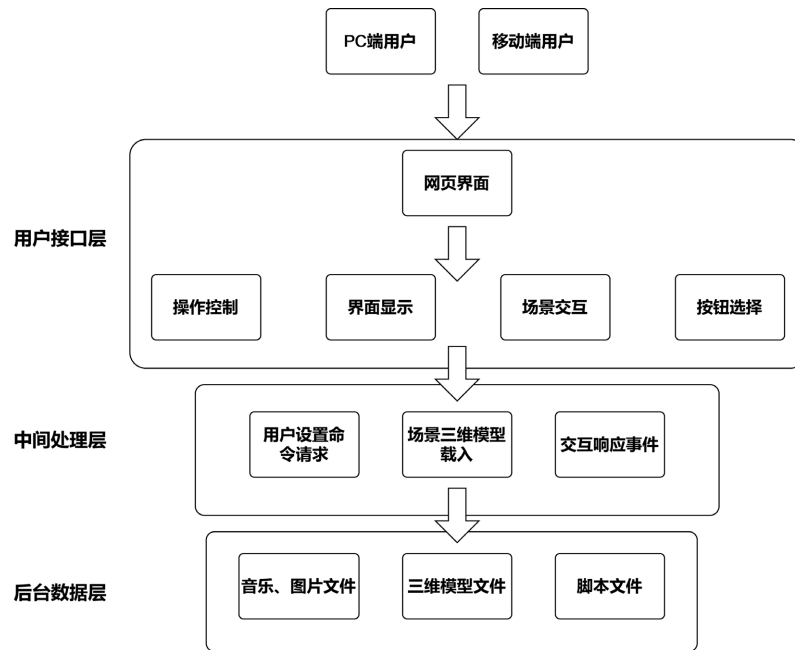 PC端用户
移动端用户
网页界面
用户接口层
操作控制
界面显示
场景交互
按钮选择
中间处理层
用户设置命
令请求
场景三维模型
载入
交互响应事件
后台数据层
音乐、图片文件
三维模型文件
脚本文件